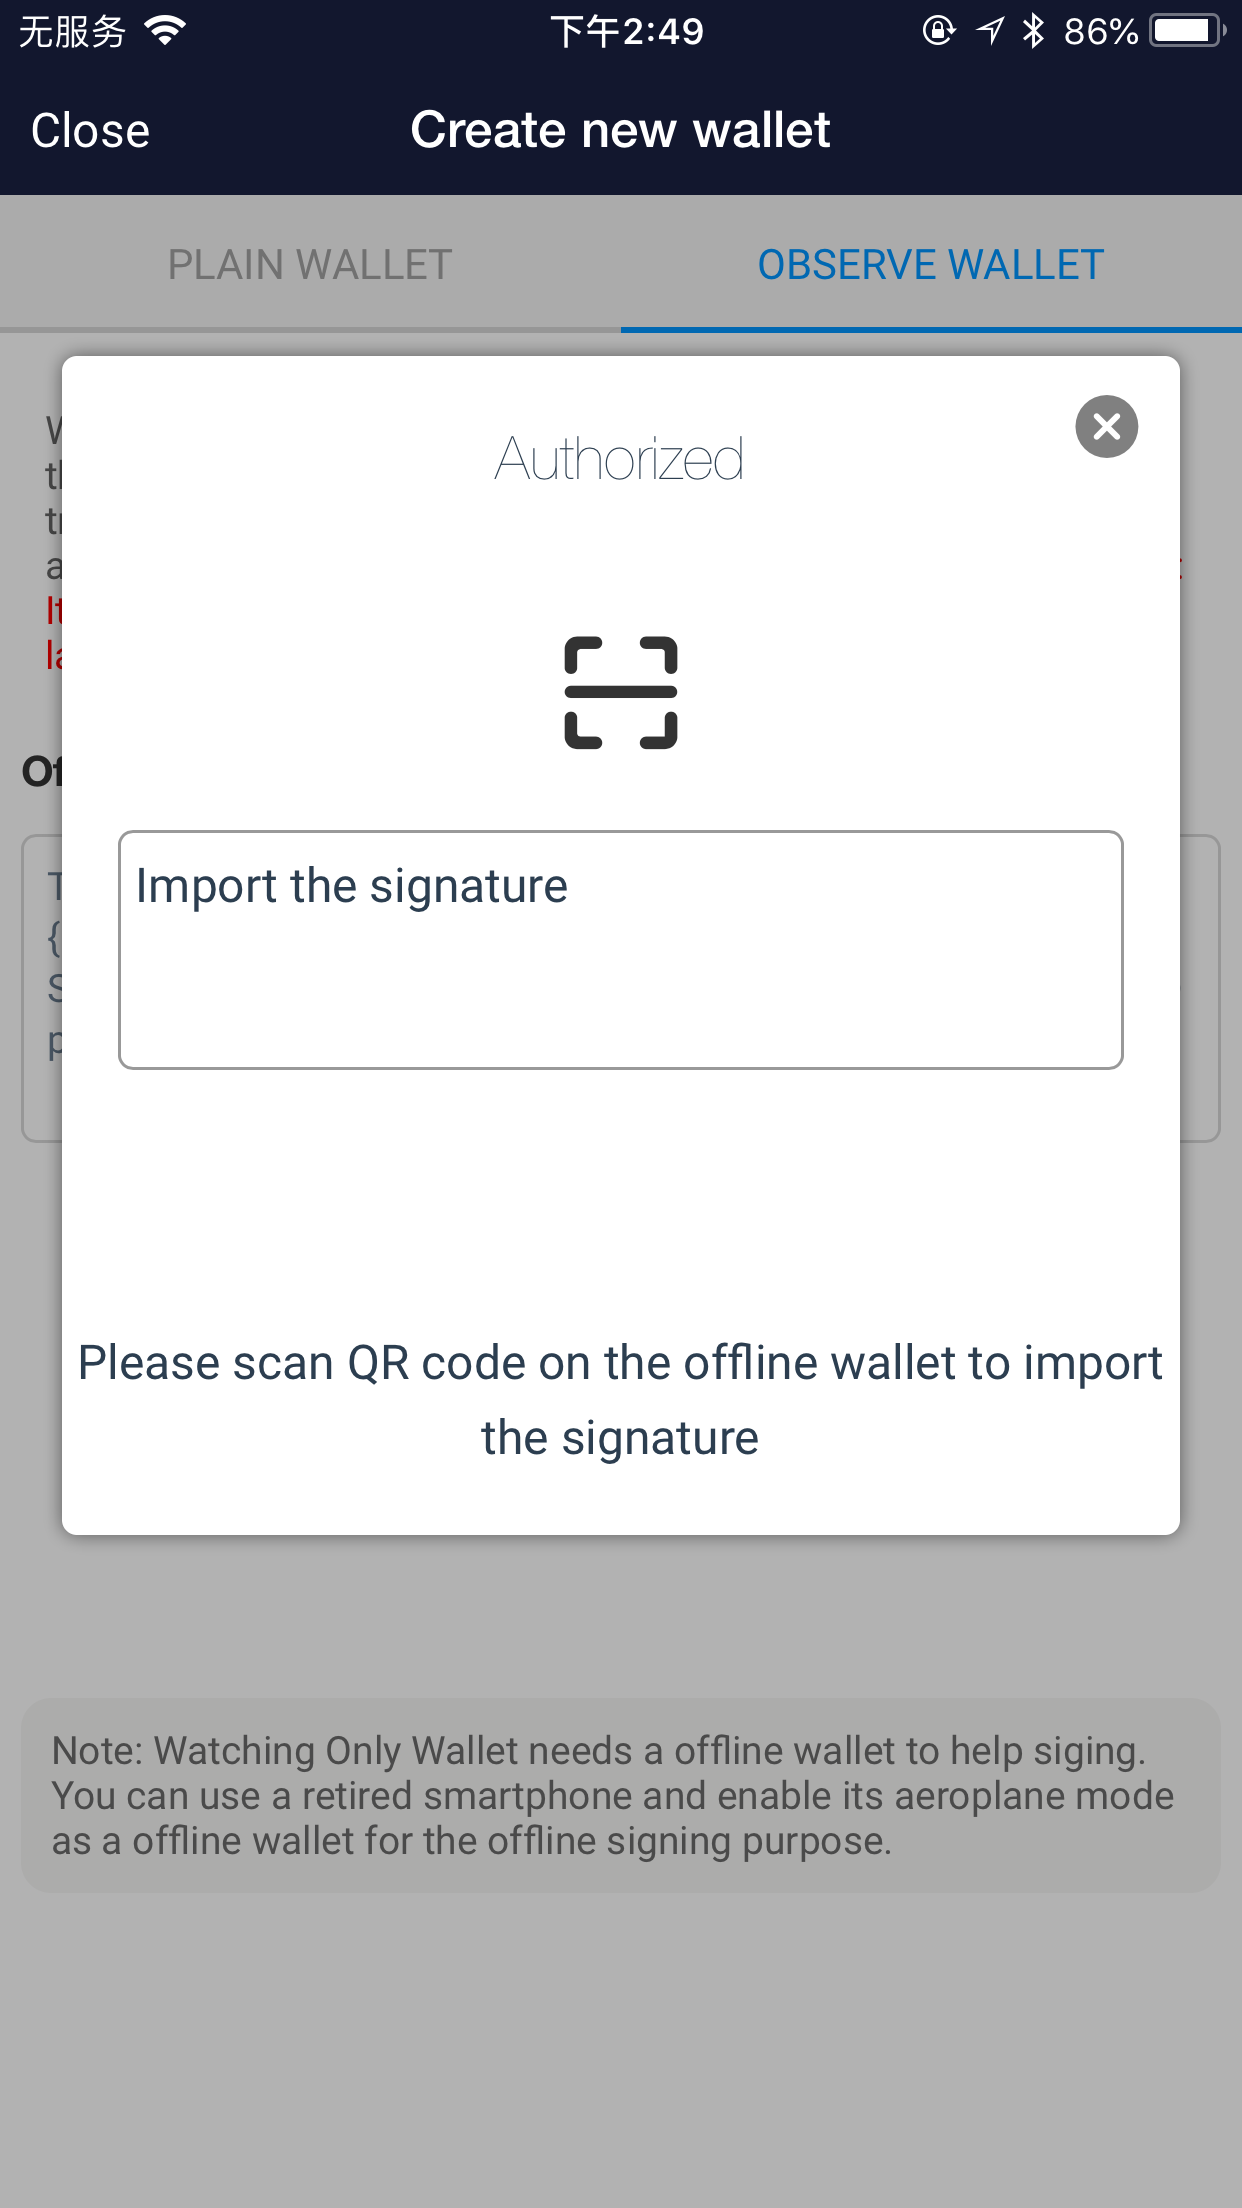 无服务 下午2:49 86%
Close Create new wallet
PLAIN WALLET OBSERVE WALLET
Authorized
Import the signature
Please scan QR code on the offline wallet to import
the signature
Note: Watching Only Wallet needs a offline wallet to help siging.
You can use a retired smartphone and enable its aeroplane mode
as a offline wallet for the offline signing purpose.